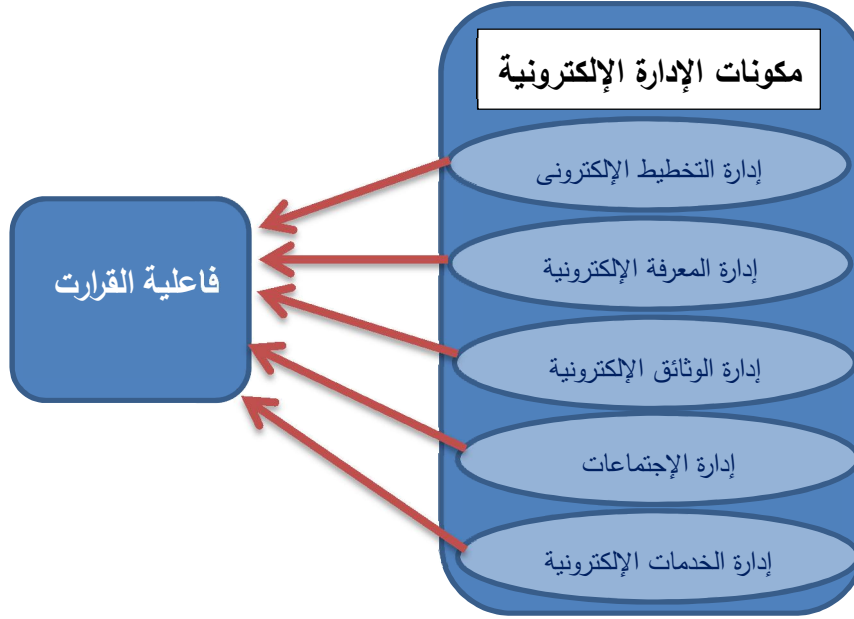 مكونات الإدارة الإلكترونية
إدارة التخطيط الإلكترونى
إدارة المعرفة الإلكترونية
إدارة الوثائق الإلكترونية
إدارة الإجتماعات
إدارة الخدمات الإلكترونية
فاعلية القرارت